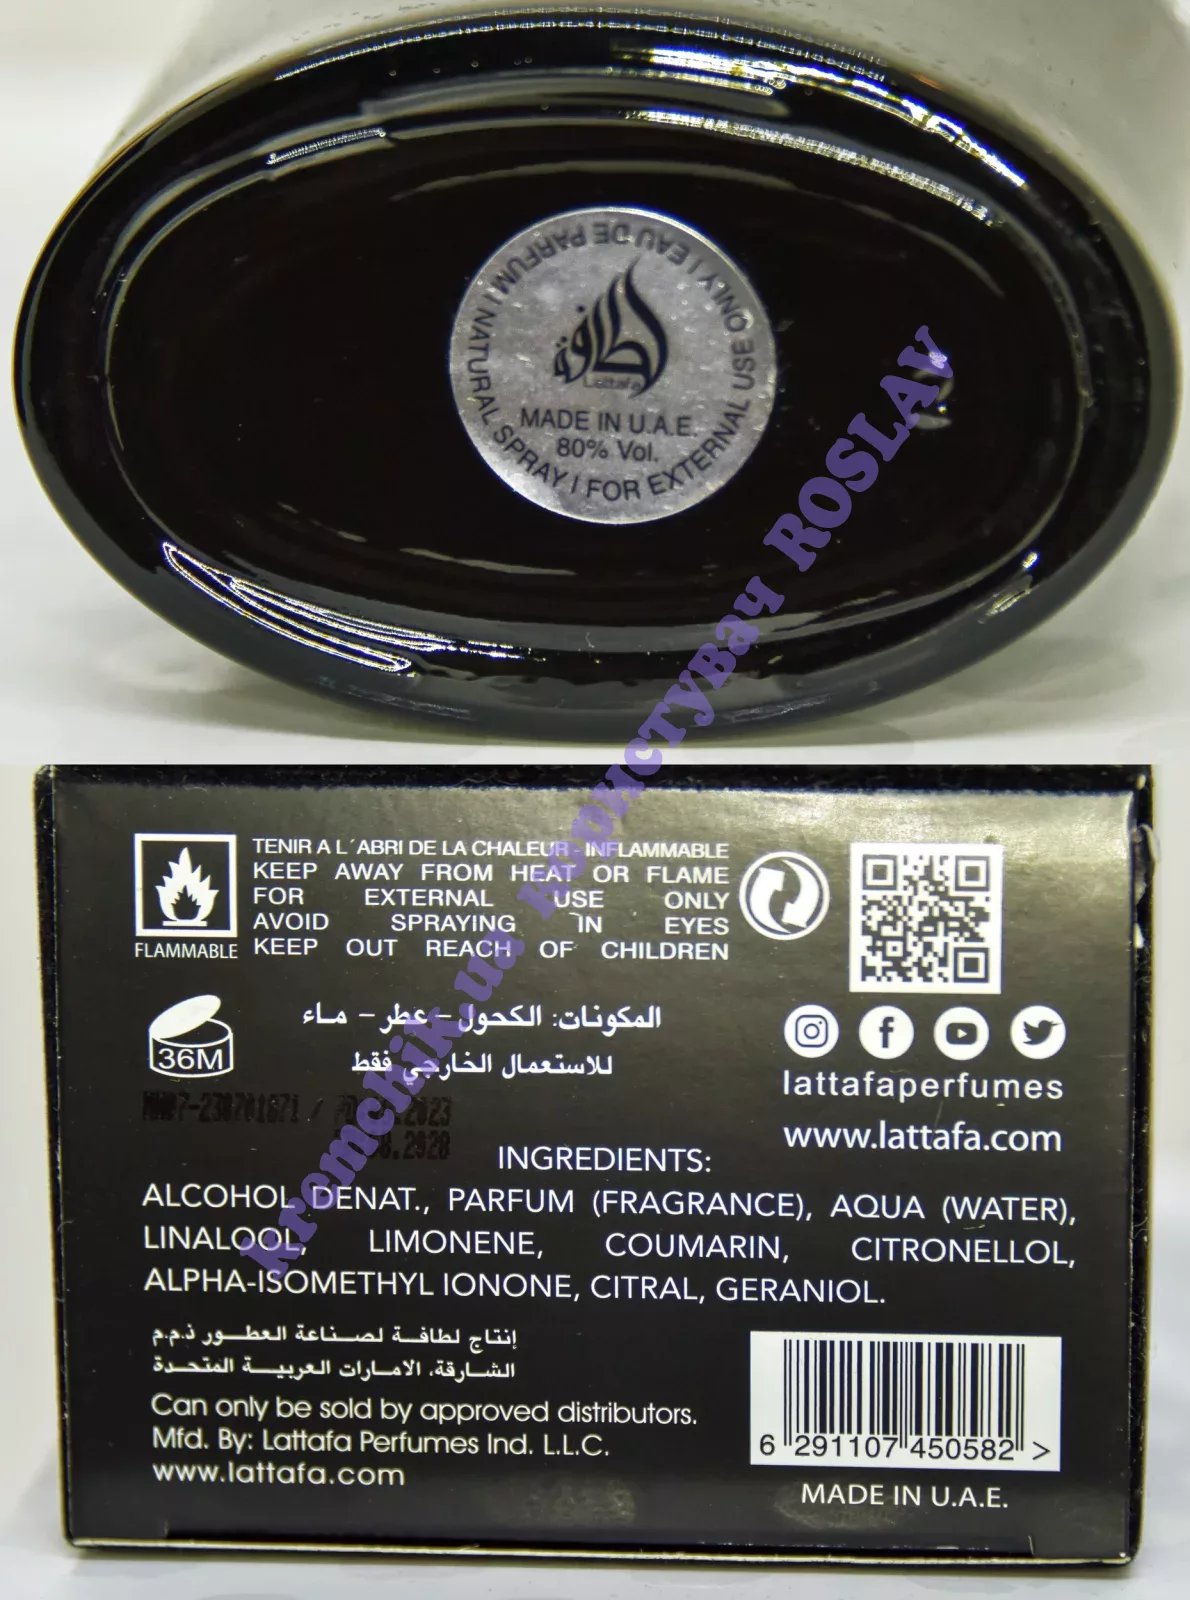 EAU DE PARFUM | NATURAL SPRAY | FOR EXTERNAL USE ONLY |
لطافة
Lattafa
MADE IN U.A.E.
80% Vol.
kremchik.ua користувач ROSLAV
TENIR A L´ABRI DE LA CHALEUR - INFLAMMABLE
KEEP AWAY FROM HEAT OR FLAME
FOR EXTERNAL USE ONLY
AVOID SPRAYING IN EYES
KEEP OUT REACH OF CHILDREN
FLAMMABLE
36M
المكونات: الكحول - عطر - ماء
للاستعمال الخارجي فقط
lattafaperfumes
www.lattafa.com
INGREDIENTS:
ALCOHOL DENAT., PARFUM (FRAGRANCE), AQUA (WATER),
LINALOOL, LIMONENE, COUMARIN, CITRONELLOL,
ALPHA-ISOMETHYL IONONE, CITRAL, GERANIOL.
إنتاج لطافة لصناعة العطور ذ.م.م
الشارقة، الامارات العربية المتحدة
Can only be sold by approved distributors.
Mfd. By: Lattafa Perfumes Ind. L.L.C.
www.lattafa.com
6 291107 450582 >
MADE IN U.A.E.